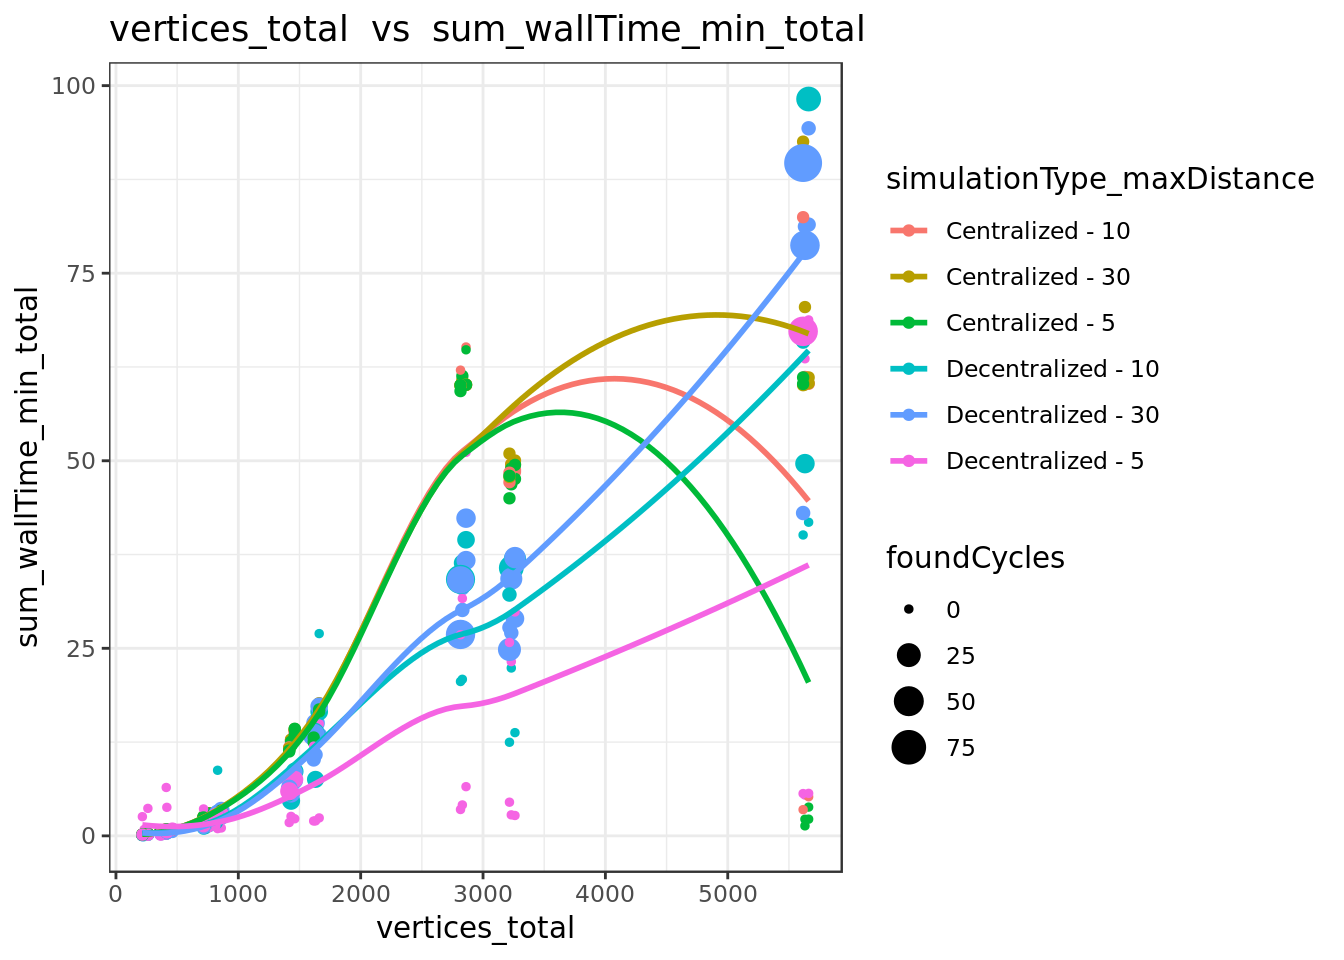 vertices_total  vs  sum_wallTime_min_total
100
75
50
25
0
sum_wallTime_min_total
0 1000 2000 3000 4000 5000
vertices_total
simulationType_maxDistance
Centralized - 10
Centralized - 30
Centralized - 5
Decentralized - 10
Decentralized - 30
Decentralized - 5
foundCycles
0
25
50
75